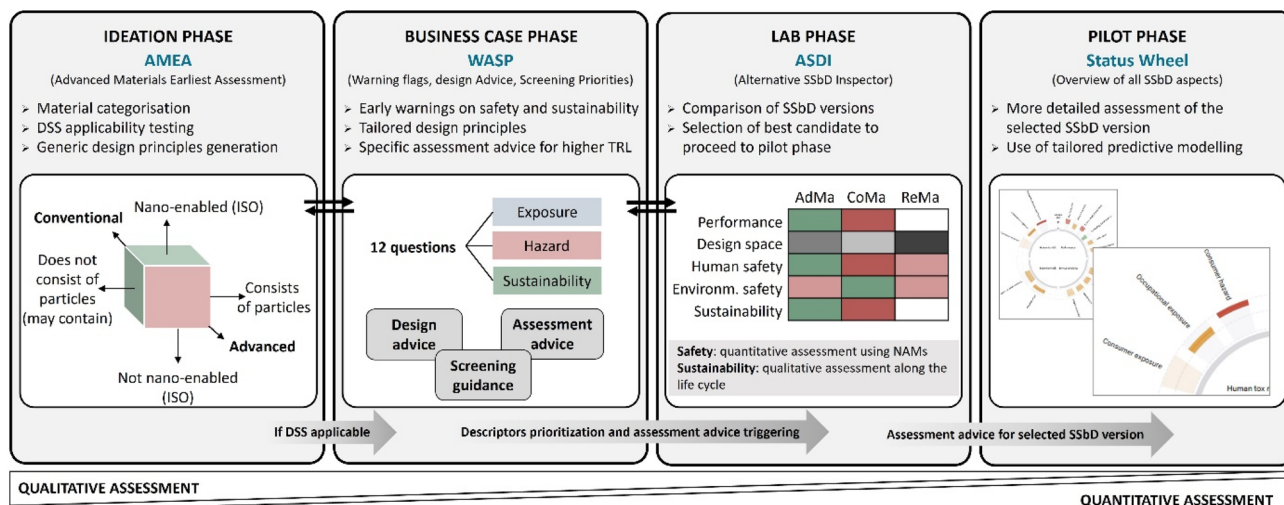 IDEATION PHASE
AMEA
(Advanced Materials Earliest Assessment)
➢ Material categorisation
➢ DSS applicability testing
➢ Generic design principles generation
Conventional
Nano-enabled (ISO)
Does not
consist of
particles
(may contain)
Consists
of particles
Advanced
Not nano-enabled
(ISO)
If DSS applicable
BUSINESS CASE PHASE
WASP
(Warning flags, design Advice, Screening Priorities)
➢ Early warnings on safety and sustainability
➢ Tailored design principles
➢ Specific assessment advice for higher TRL
12 questions
Exposure
Hazard
Sustainability
Design
advice
Assessment
advice
Screening
guidance
Descriptors prioritization and assessment advice triggering
LAB PHASE
ASDI
(Alternative SSbD Inspector)
➢ Comparison of SSbD versions
➢ Selection of best candidate to
proceed to pilot phase
AdMa CoMa ReMa
Performance
Design space
Human safety
Environm. safety
Sustainability
Safety: quantitative assessment using NAMs
Sustainability: qualitative assessment along the
life cycle
Assessment advice for selected SSbD version
PILOT PHASE
Status Wheel
(Overview of all SSbD aspects)
➢ More detailed assessment of the
selected SSbD version
➢ Use of tailored predictive modelling
Consumer exposure
Occupational exposure
consumer hazard
Human tox r
QUALITATIVE ASSESSMENT
QUANTITATIVE ASSESSMENT